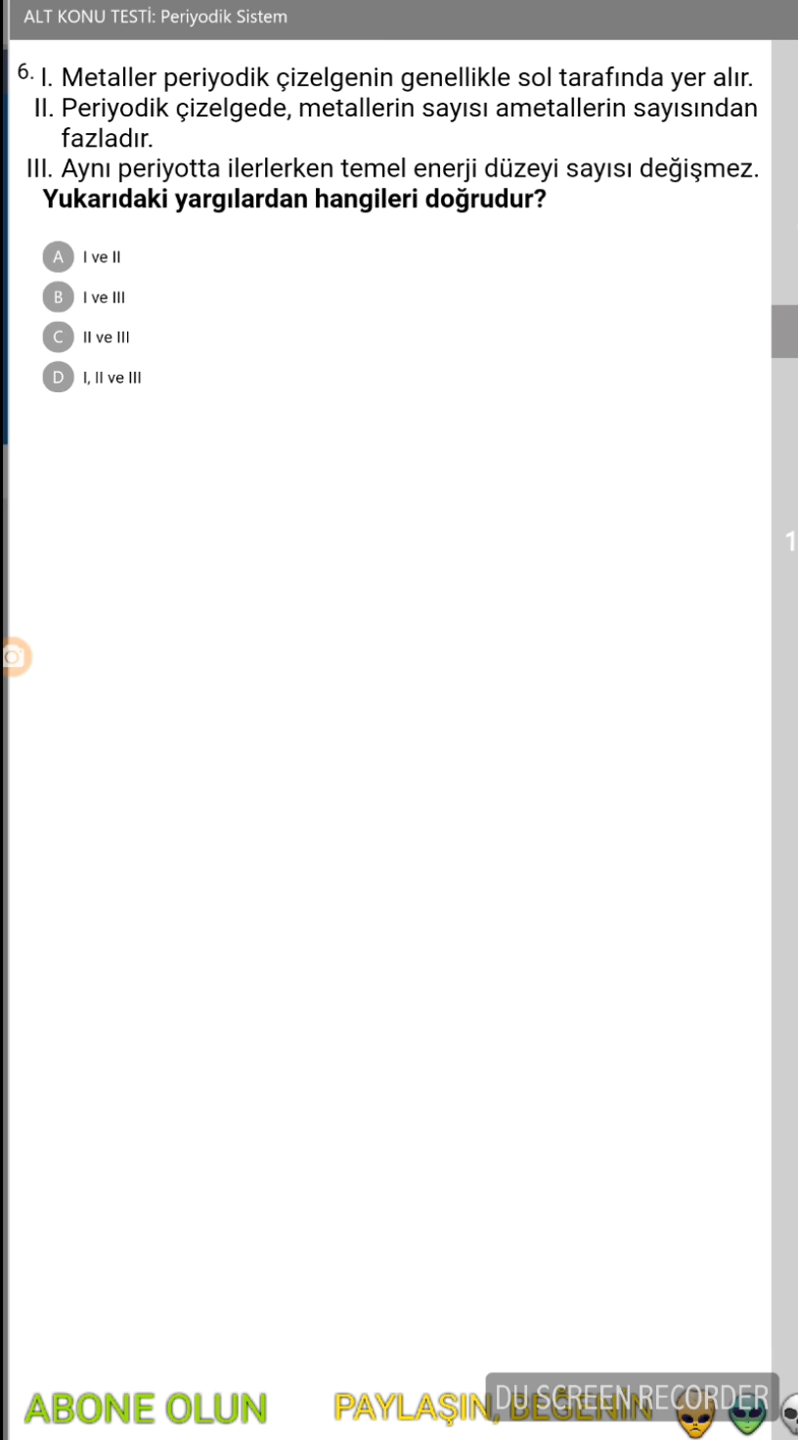 ALT KONU TESTİ: Periyodik Sistem
6. I. Metaller periyodik çizelgenin genellikle sol tarafında yer alır.
II. Periyodik çizelgede, metallerin sayısı ametallerin sayısından
fazladır.
III. Aynı periyotta ilerlerken temel enerji düzeyi sayısı değişmez.
Yukarıdaki yargılardan hangileri doğrudur?
A I ve II
B I ve III
C II ve III
D I, II ve III
1
ABONE OLUN PAYLAŞIN, BEĞENİN
DU SCREEN RECORDER